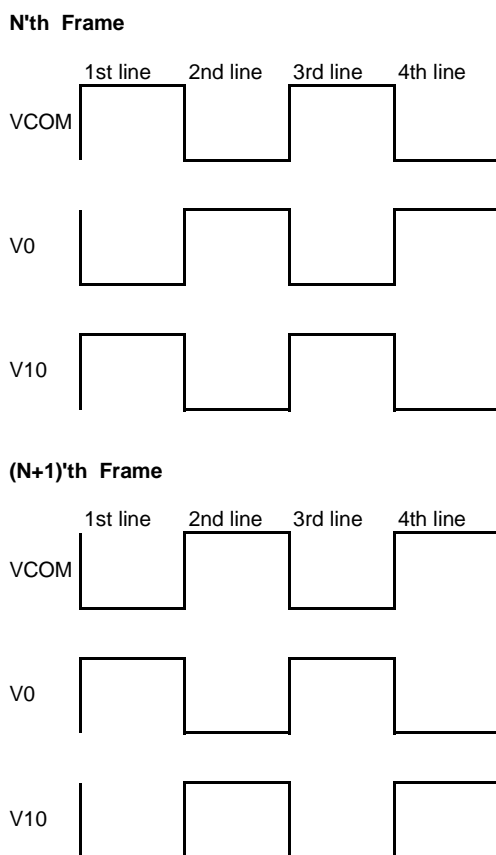 N'th Frame
1st line 2nd line 3rd line 4th line
VCOM
V0
V10
(N+1)'th Frame
1st line 2nd line 3rd line 4th line
VCOM
V0
V10